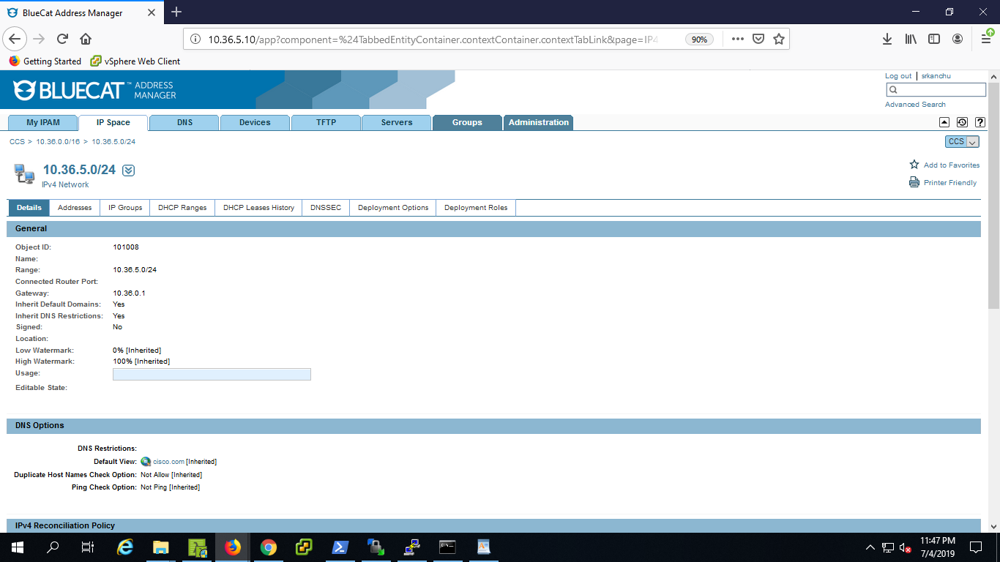 BlueCat Address Manager
10.36.5.10/app?component=%24TabbedEntityContainer.contextContainer.contextTabLink&page=IP4
90%
Getting Started
vSphere Web Client
BLUECAT™ ADDRESS MANAGER
Log out | srkanchu
Advanced Search
My IPAM
IP Space
DNS
Devices
TFTP
Servers
Groups
Administration
CCS > 10.36.0.0/16 > 10.36.5.0/24
CCS
10.36.5.0/24
IPv4 Network
Add to Favorites
Printer Friendly
Details
Addresses
IP Groups
DHCP Ranges
DHCP Leases History
DNSSEC
Deployment Options
Deployment Roles
General
Object ID: 101008
Name:
Range: 10.36.5.0/24
Connected Router Port:
Gateway: 10.36.0.1
Inherit Default Domains: Yes
Inherit DNS Restrictions: Yes
Signed: No
Location:
Low Watermark: 0% [Inherited]
High Watermark: 100% [Inherited]
Usage:
Editable State:
DNS Options
DNS Restrictions:
Default View: cisco.com [Inherited]
Duplicate Host Names Check Option: Not Allow [Inherited]
Ping Check Option: Not Ping [Inherited]
IPv4 Reconciliation Policy
11:47 PM
7/4/2019